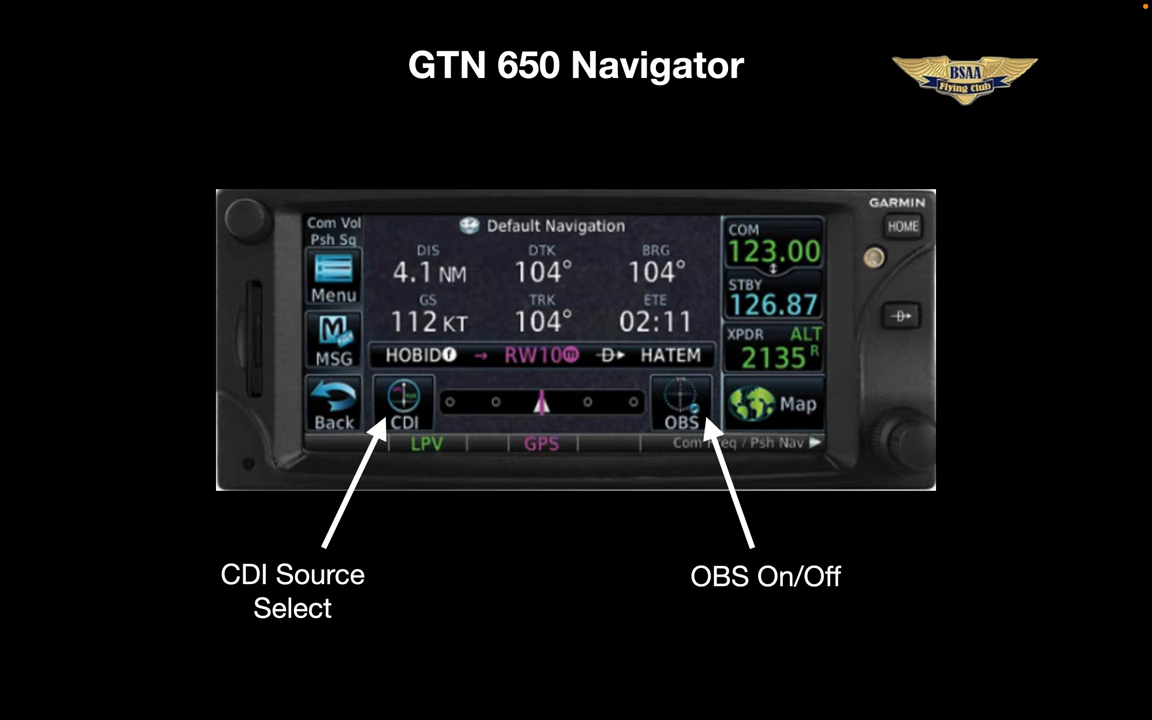 GTN 650 Navigator
BSAA
Flying Club
GARMIN
HOME
Com Vol
Psh Sq
Default Navigation
DIS
4.1 NM
DTK
104°
BRG
104°
GS
112 KT
TRK
104°
ETE
02:11
HOBID f → RW10 m D HATEM
Menu
MSG
Back
CDI
OBS
LPV
GPS
COM
123.00
STBY
126.87
XPDR ALT
2135 R
Map
Com Freq / Psh Nav
D
CDI Source
Select
OBS On/Off